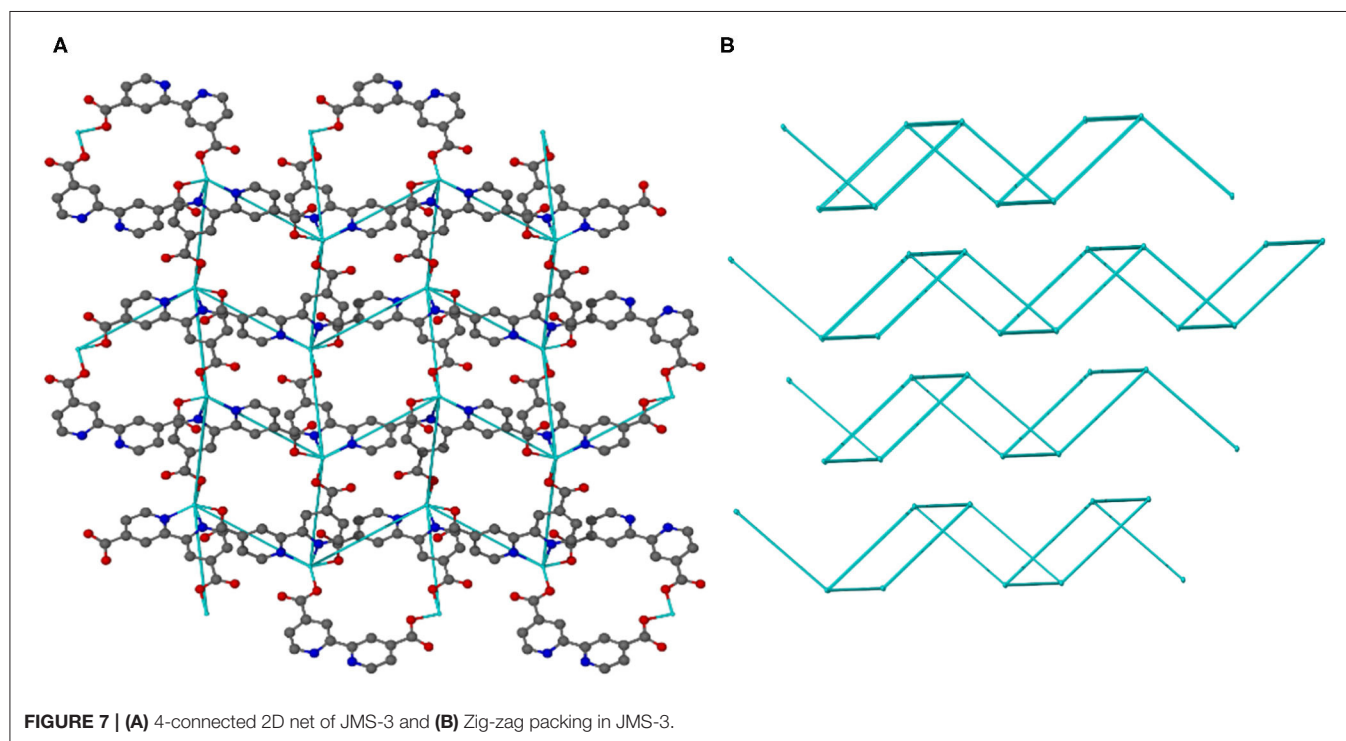 A
B
FIGURE 7 | (A) 4-connected 2D net of JMS-3 and (B) Zig-zag packing in JMS-3.